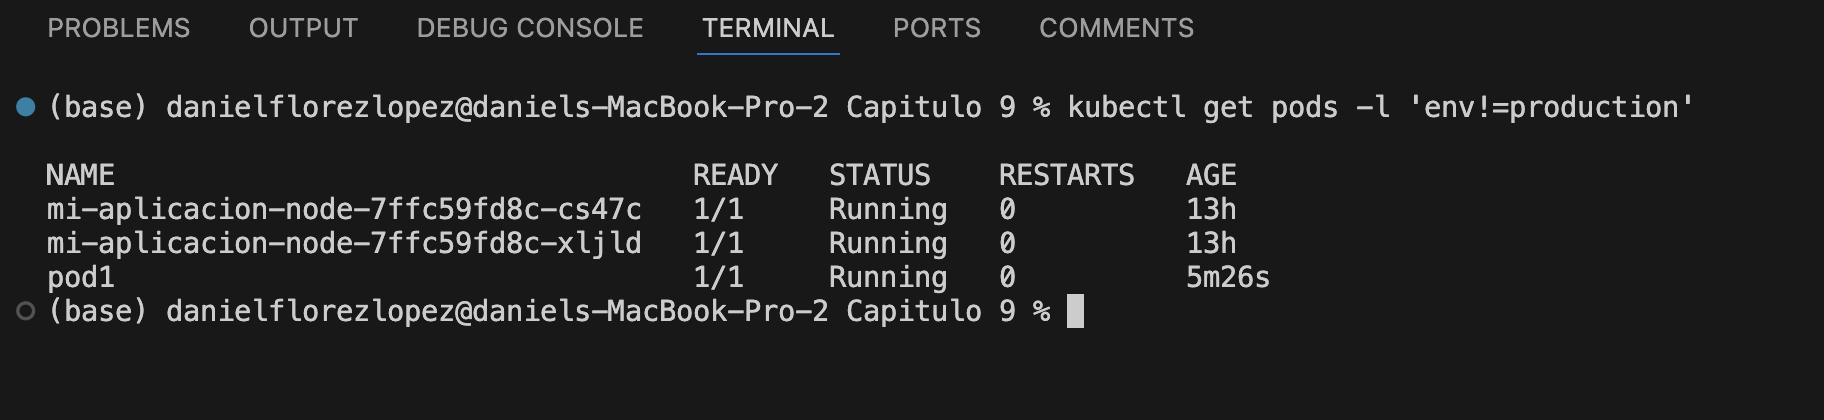 PROBLEMS OUTPUT DEBUG CONSOLE TERMINAL PORTS COMMENTS
(base) danielflorezlopez@daniels-MacBook-Pro-2 Capitulo 9 % kubectl get pods -l 'env!=production'
NAME READY STATUS RESTARTS AGE
mi-aplicacion-node-7ffc59fd8c-cs47c 1/1 Running 0 13h
mi-aplicacion-node-7ffc59fd8c-xljld 1/1 Running 0 13h
pod1 1/1 Running 0 5m26s
(base) danielflorezlopez@daniels-MacBook-Pro-2 Capitulo 9 %